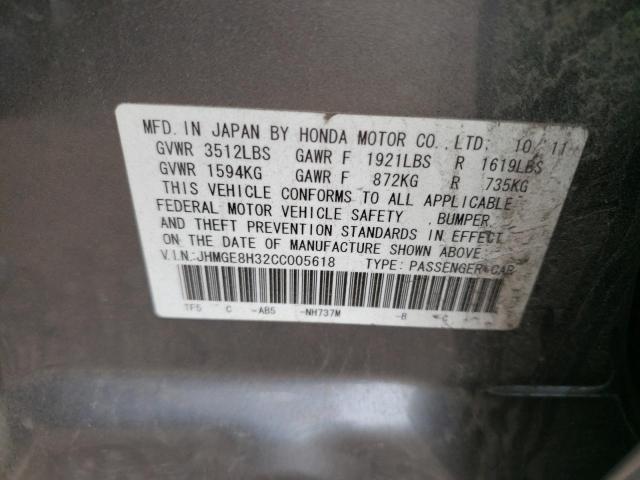 MFD. IN JAPAN BY HONDA MOTOR CO., LTD. 10/11
GVWR 3512LBS GAWR F 1921LBS R 1619LBS
GVWR 1594KG GAWR F 872KG R 735KG
THIS VEHICLE CONFORMS TO ALL APPLICABLE
FEDERAL MOTOR VEHICLE SAFETY, BUMPER,
AND THEFT PREVENTION STANDARDS IN EFFECT
ON THE DATE OF MANUFACTURE SHOWN ABOVE.
V.I.N.:JHMGE8H32CC005618 TYPE: PASSENGER CAR
TF5 C -AB5 -NH737M -B